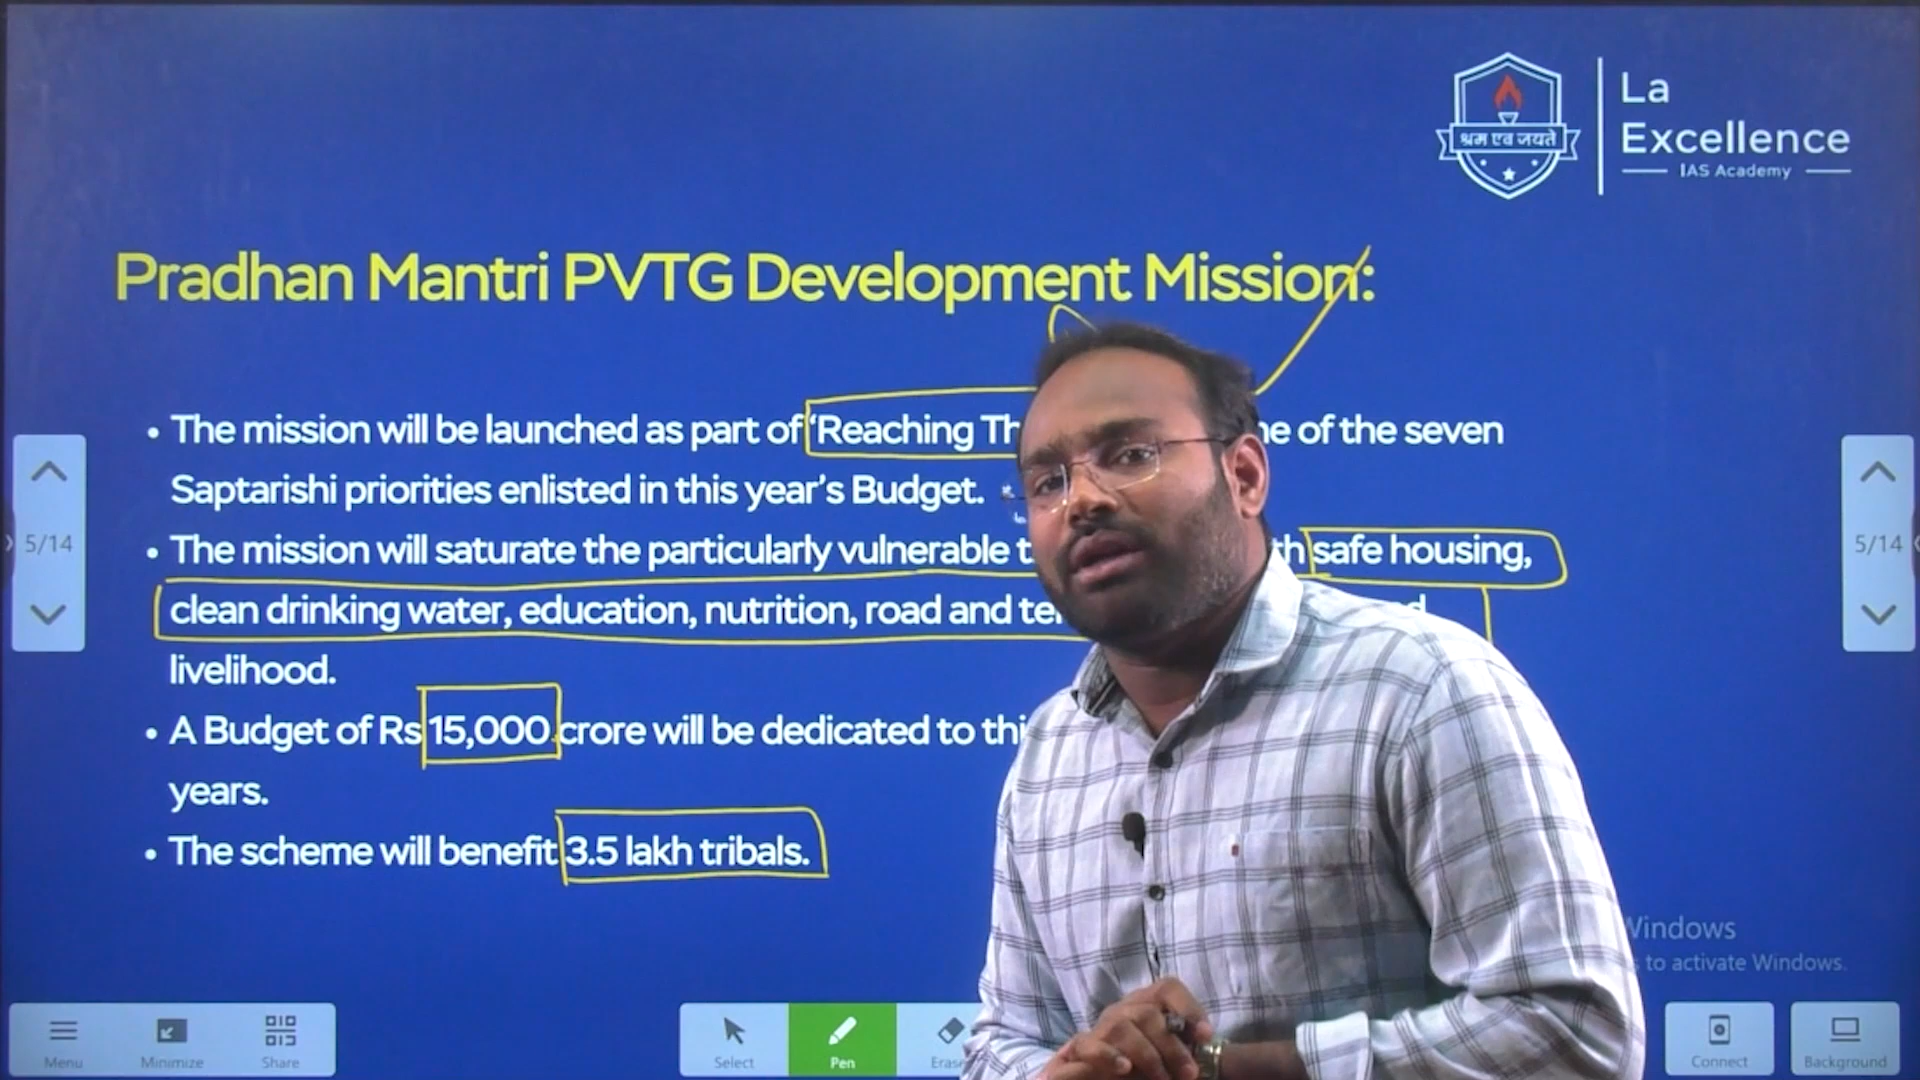 श्रम एव जयते
La
Excellence
IAS Academy
Pradhan Mantri PVTG Development Mission:
• The mission will be launched as part of ‘Reaching of the seven
Saptarishi priorities enlisted in this year's Budget.
• The mission will saturate the particularly vulnerable safe housing,
clean drinking water, education, nutrition, road and
livelihood.
• A Budget of Rs 15,000 crore will be dedicated to
years.
• The scheme will benefit 3.5 lakh tribals.
5/14
5/14
Windows
to activate Windows.
Menu
Minimize
Share
Select
Pen
Connect
Background